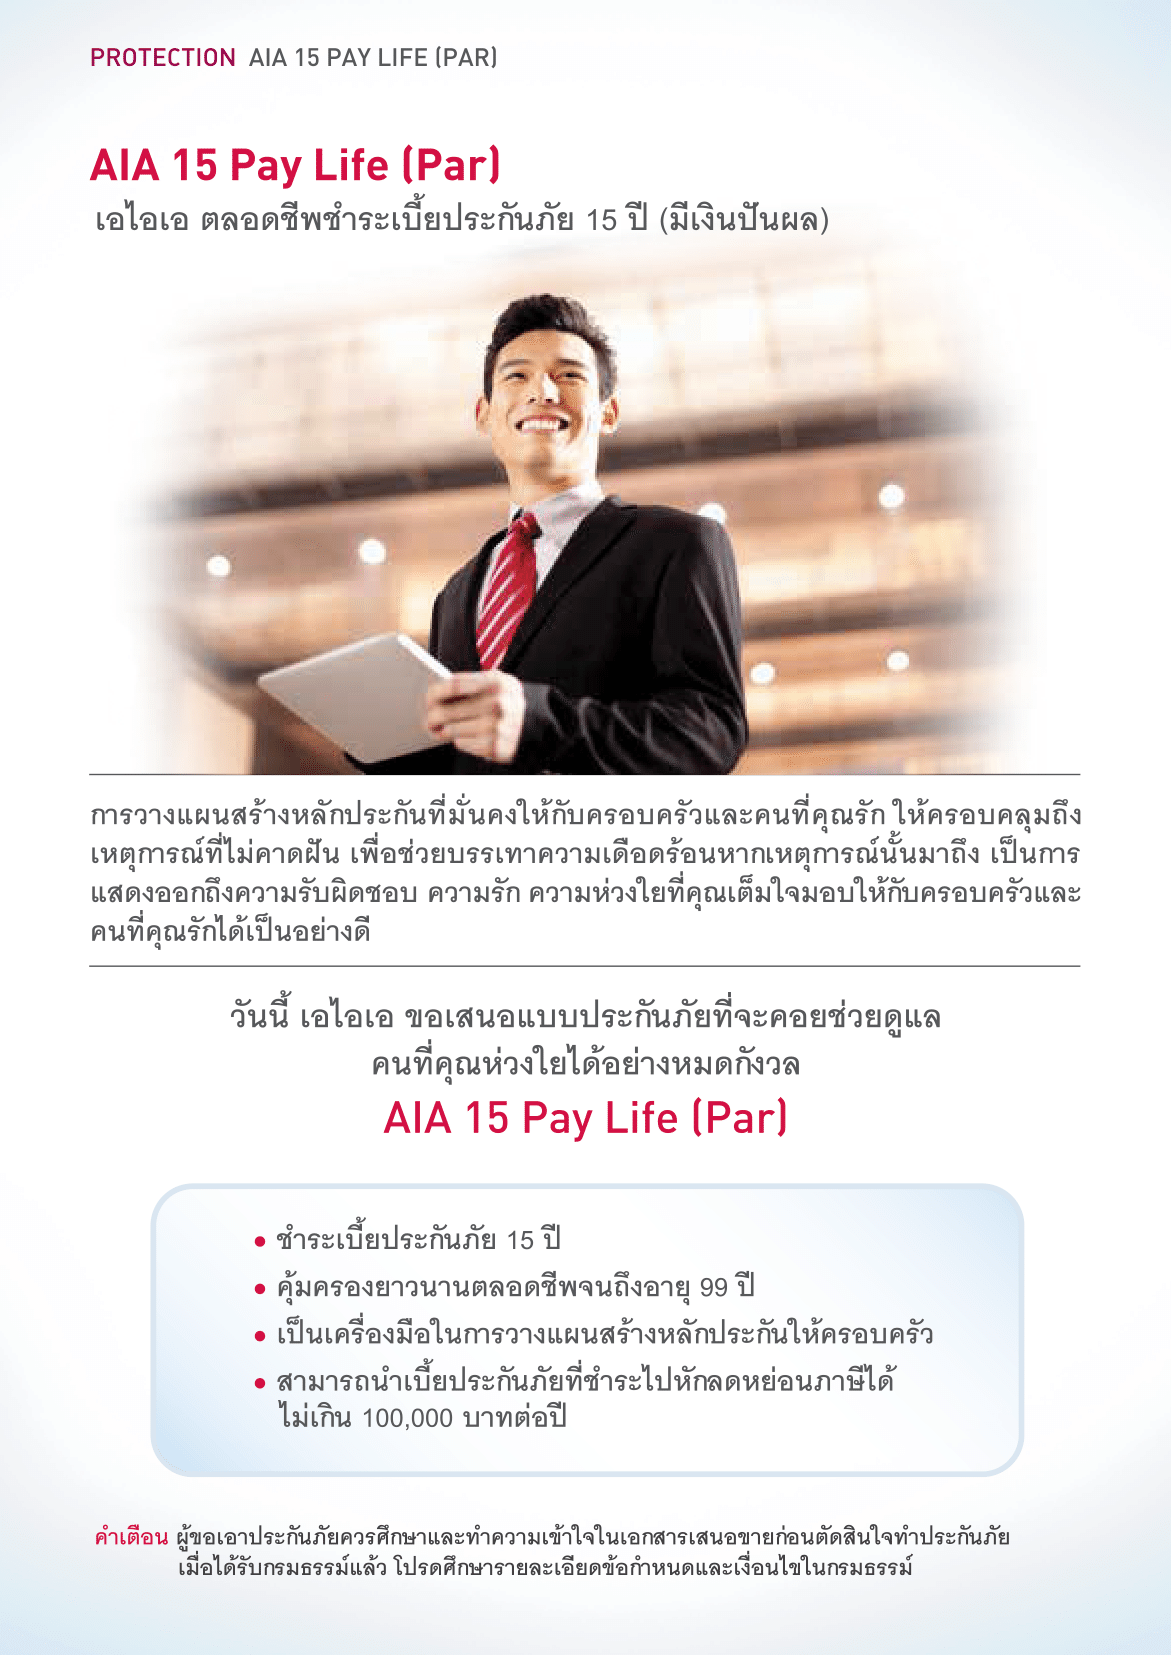 PROTECTION AIA 15 PAY LIFE (PAR)
AIA 15 Pay Life (Par)
เอไอเอ ตลอดชีพชำระเบี้ยประกันภัย 15 ปี (มีเงินปันผล)
การวางแผนสร้างหลักประกันที่มั่นคงให้กับครอบครัวและคนที่คุณรัก ให้ครอบคลุมถึง
เหตุการณ์ที่ไม่คาดฝัน เพื่อช่วยบรรเทาความเดือดร้อนหากเหตุการณ์นั้นมาถึง เป็นการ
แสดงออกถึงความรับผิดชอบ ความรัก ความห่วงใยที่คุณเต็มใจมอบให้กับครอบครัวและ
คนที่คุณรักได้เป็นอย่างดี
วันนี้ เอไอเอ ขอเสนอแบบประกันภัยที่จะคอยช่วยดูแล
คนที่คุณห่วงใยได้อย่างหมดกังวล
AIA 15 Pay Life (Par)
• ชำระเบี้ยประกันภัย 15 ปี
• คุ้มครองยาวนานตลอดชีพจนถึงอายุ 99 ปี
• เป็นเครื่องมือในการวางแผนสร้างหลักประกันให้ครอบครัว
• สามารถนำเบี้ยประกันภัยที่ชำระไปหักลดหย่อนภาษีได้
ไม่เกิน 100,000 บาทต่อปี
คำเตือน ผู้ขอเอาประกันภัยควรศึกษาและทำความเข้าใจในเอกสารเสนอขายก่อนตัดสินใจทำประกันภัย
เมื่อได้รับกรมธรรม์แล้ว โปรดศึกษารายละเอียดข้อกำหนดและเงื่อนไขในกรมธรรม์